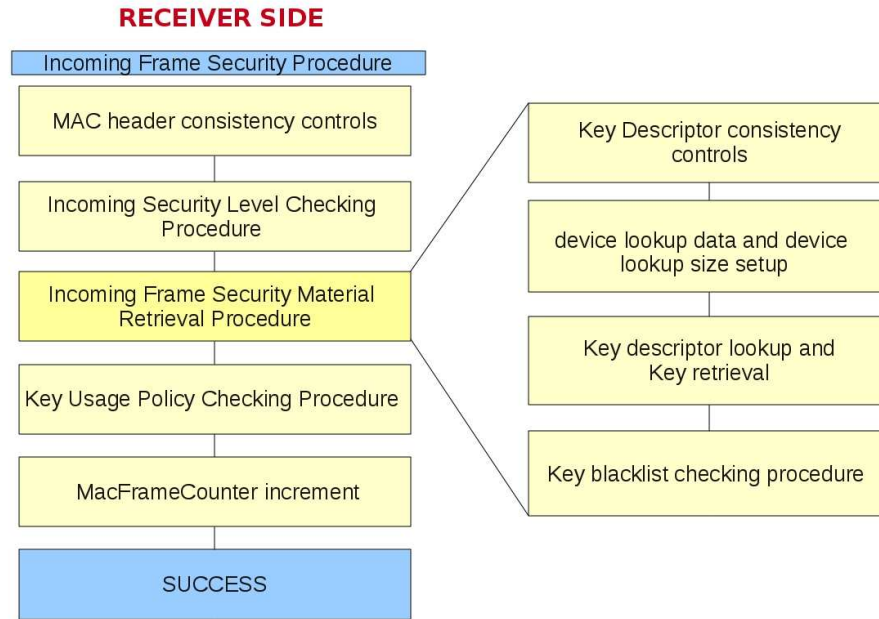 RECEIVER SIDE
Incoming Frame Security Procedure
MAC header consistency controls
Incoming Security Level Checking
Procedure
Incoming Frame Security Material
Retrieval Procedure
Key Usage Policy Checking Procedure
MacFrameCounter increment
SUCCESS
Key Descriptor consistency
controls
device lookup data and device
lookup size setup
Key descriptor lookup and
Key retrieval
Key blacklist checking procedure